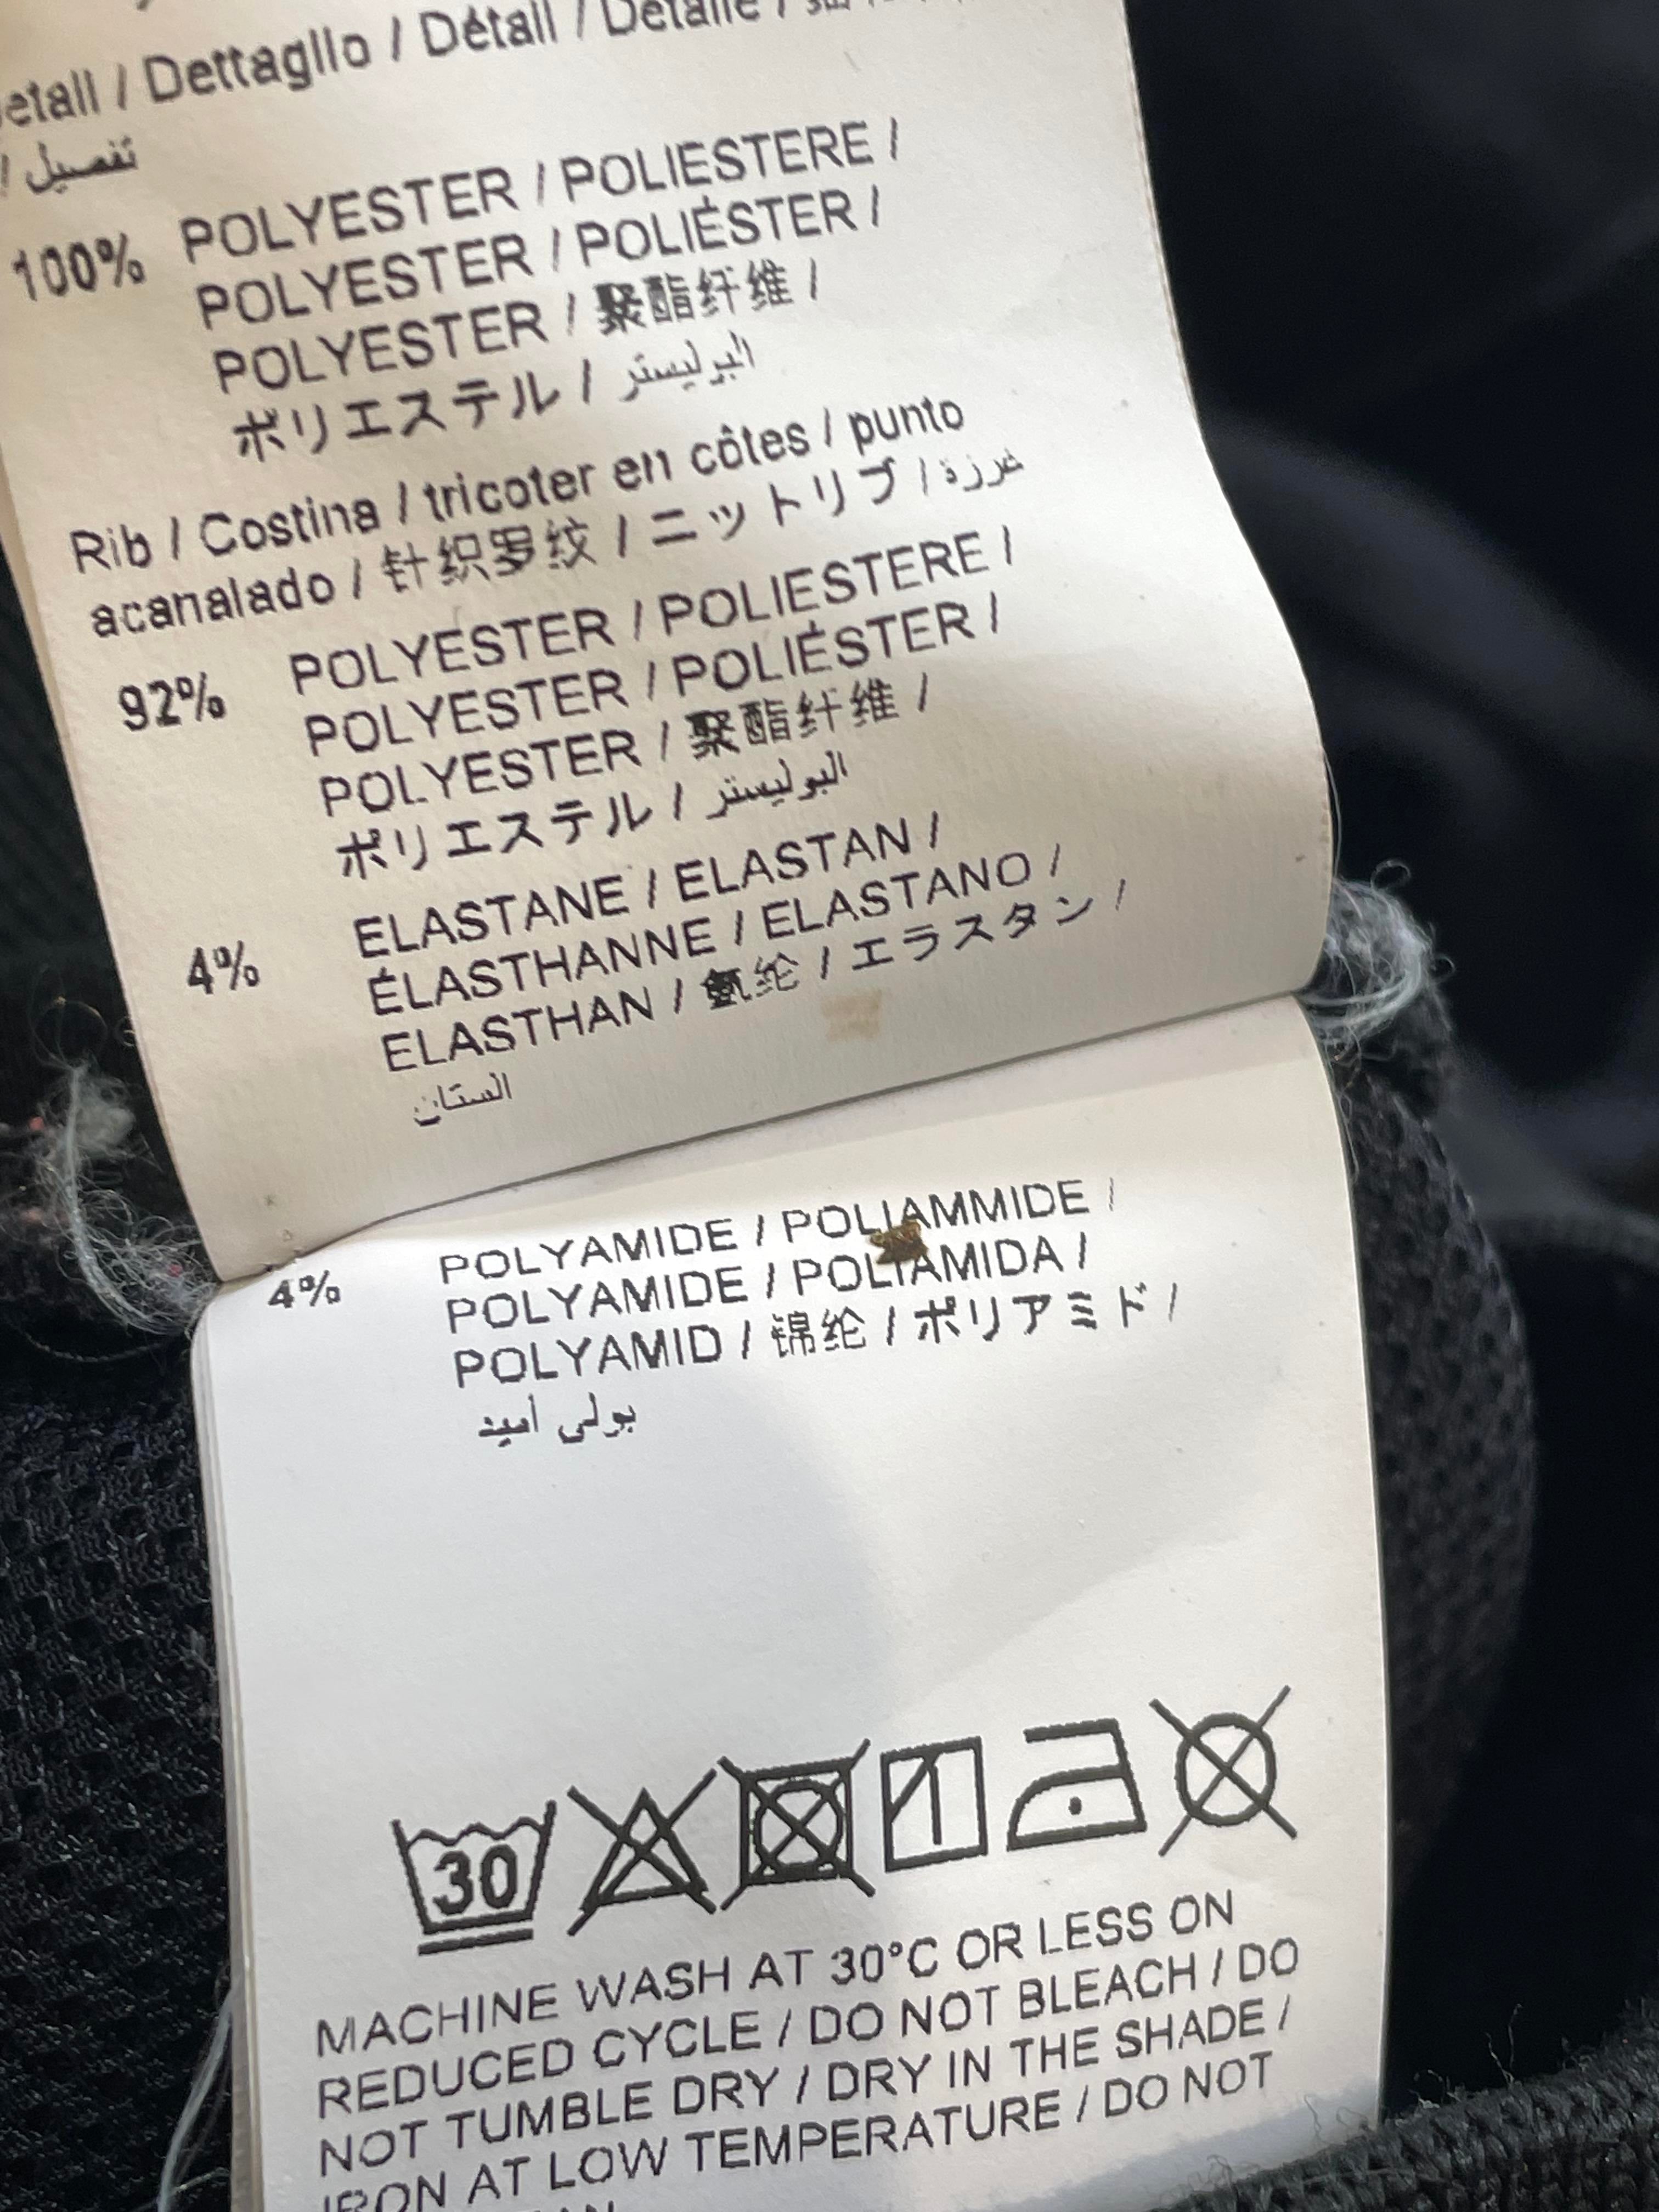 / Dettaglio / Détail / Detalle /
/ تفصيل
100% POLYESTER / POLIESTERE /
POLYESTER / POLIÉSTER /
POLYESTER / 聚酯纤维 /
ポリエステル / البوليستر
Rib / Costina / tricoter en côtes / punto
acanalado / 针织罗纹 / ニットリブ / غرزة
92% POLYESTER / POLIESTERE /
POLYESTER / POLIÉSTER /
POLYESTER / 聚酯纤维 /
ポリエステル / البوليستر
4% ELASTANE / ELASTAN /
ÉLASTHANNE / ELASTANO /
ELASTHAN / 氨纶 / エラスタン /
الستان
4% POLYAMIDE / POLIAMMIDE /
POLYAMIDE / POLIAMIDA /
POLYAMID / 锦纶 / ポリアミド /
بولي أميد
30
MACHINE WASH AT 30°C OR LESS ON
REDUCED CYCLE / DO NOT BLEACH / DO
NOT TUMBLE DRY / DRY IN THE SHADE /
IRON AT LOW TEMPERATURE / DO NOT